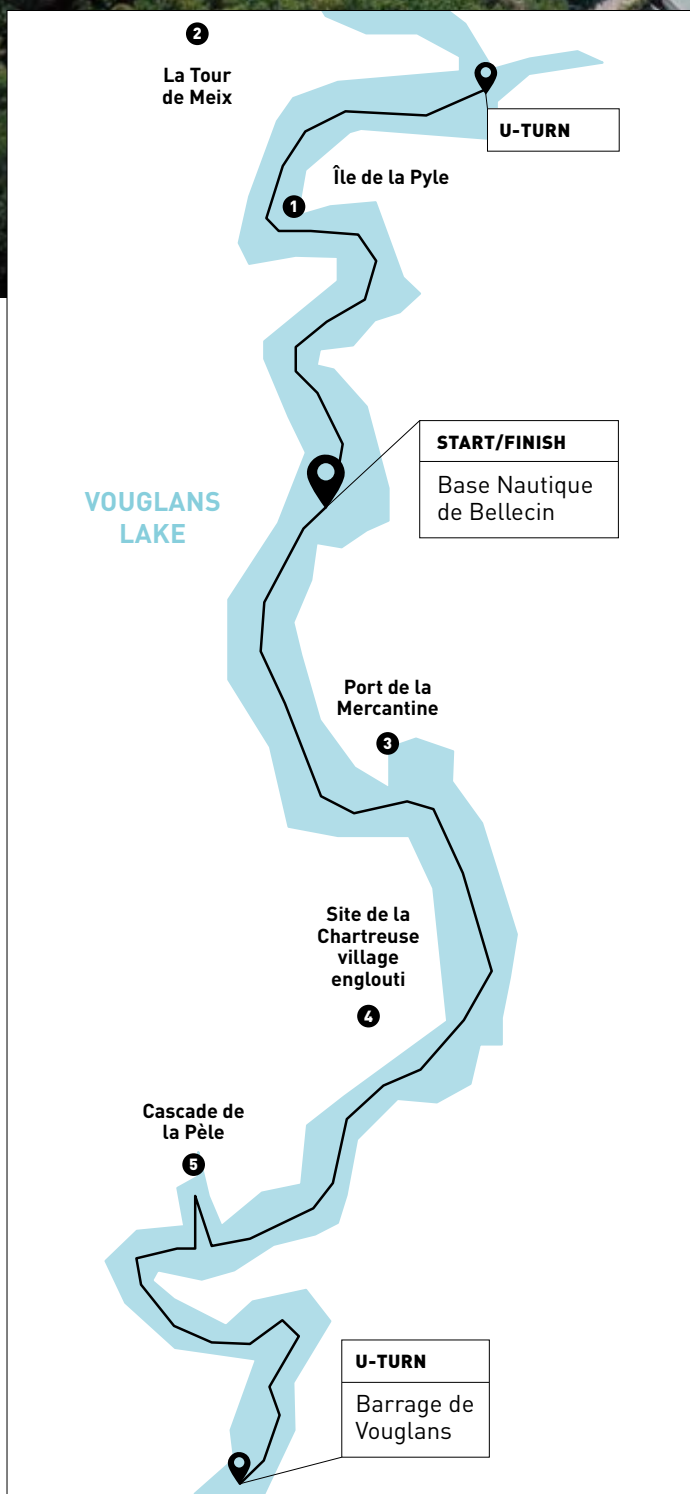 2
La Tour
de Meix
U-TURN
Île de la Pyle
1
START/FINISH
Base Nautique
de Bellecin
VOUGLANS
LAKE
Port de la
Mercantine
3
Site de la
Chartreuse
village
englouti
4
Cascade de
la Pèle
5
U-TURN
Barrage de
Vouglans